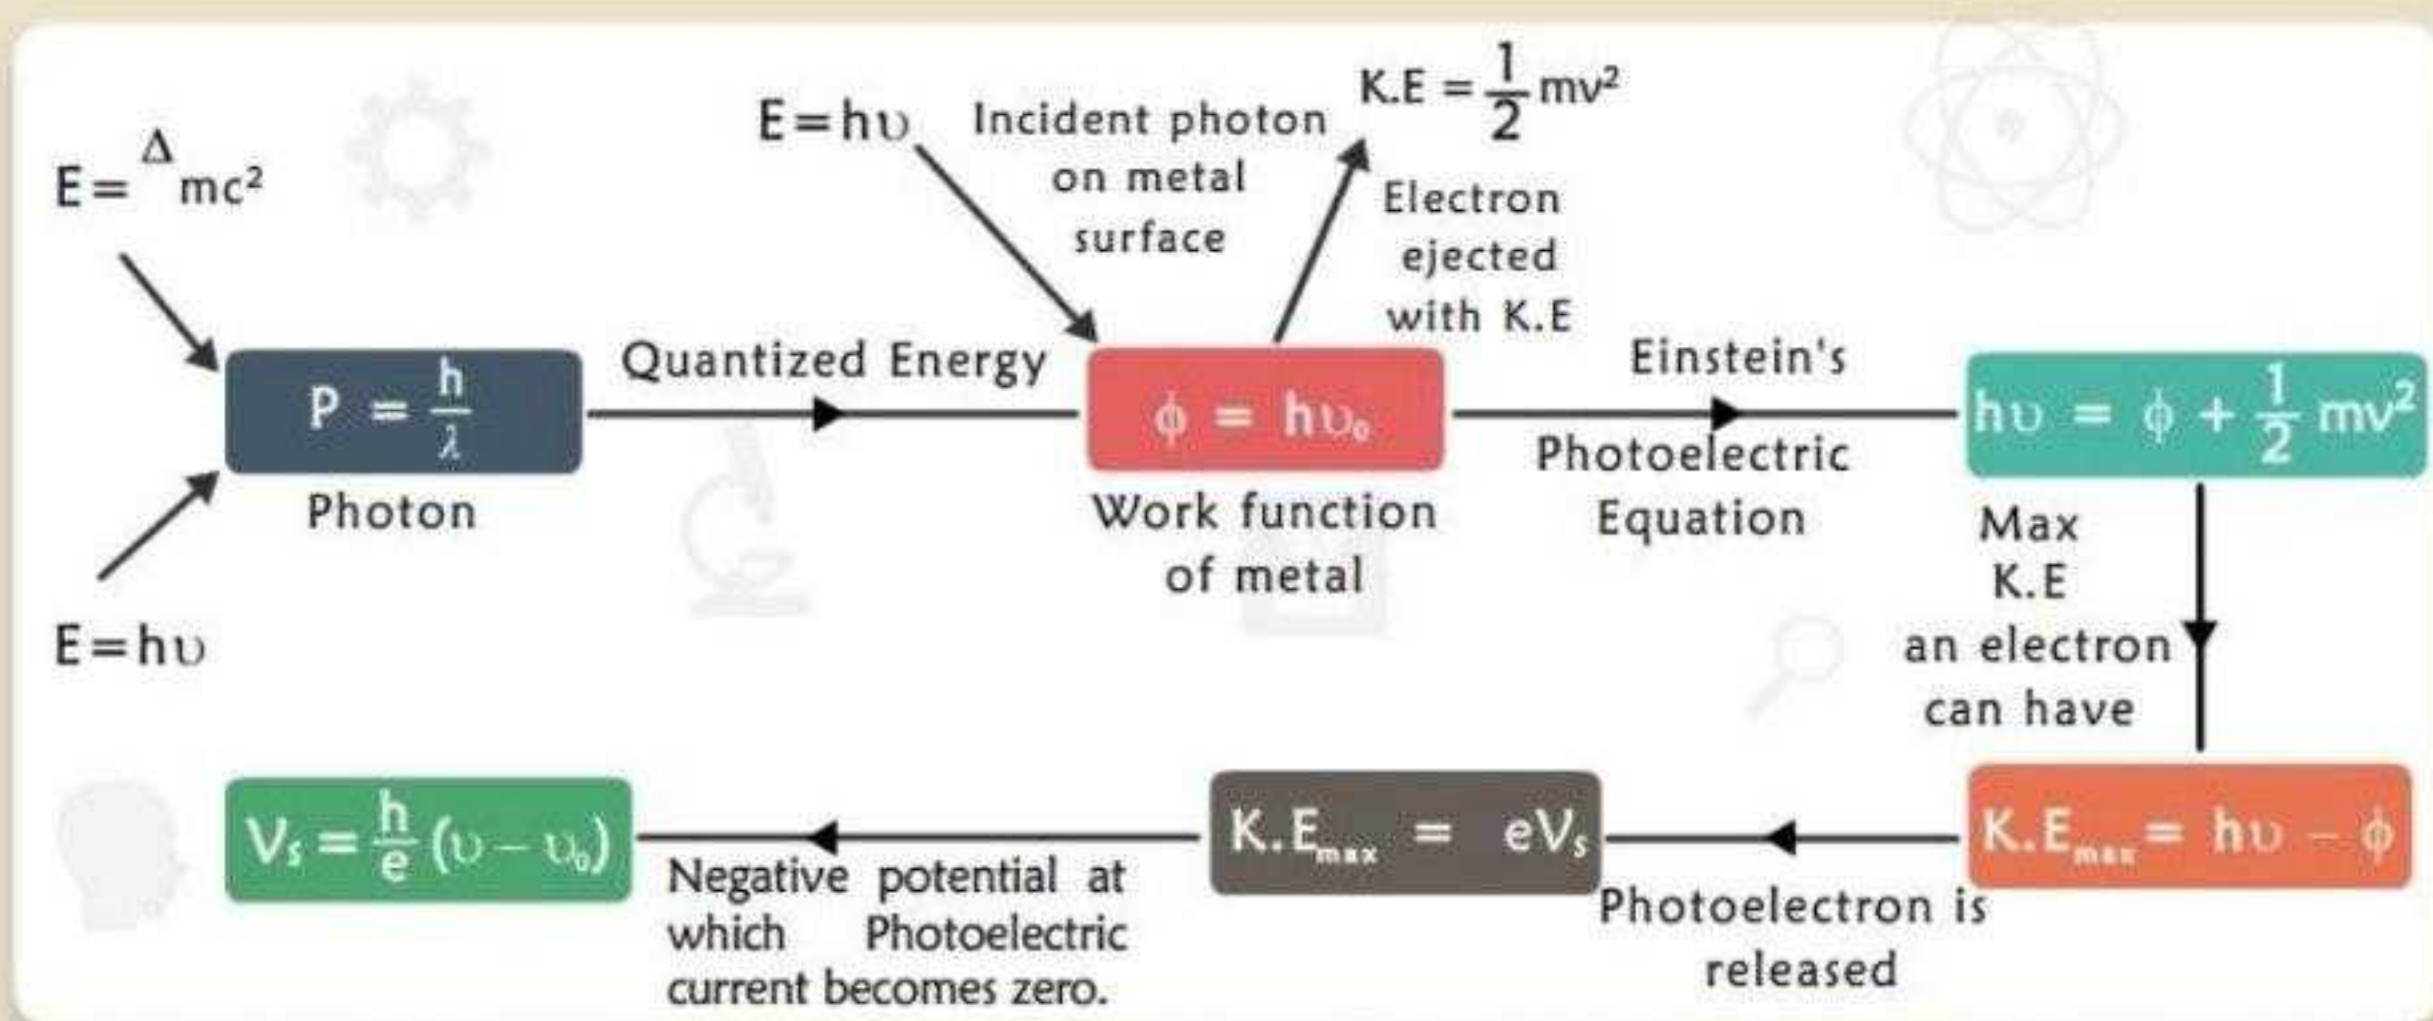 E = Δ mc²
E = hυ
P = h/λ
Photon
Quantized Energy
E = hυ
Incident photon
on metal
surface
K.E = 1/2 mv²
Electron
ejected
with K.E
ϕ = hυ₀
Work function
of metal
Einstein's
Photoelectric
Equation
hυ = ϕ + 1/2 mv²
Max
K.E
an electron
can have
K.Eₘₐₓ = hυ − ϕ
Photoelectron is
released
K.Eₘₐₓ = eVₛ
Negative potential at
which Photoelectric
current becomes zero.
Vₛ = h/e (υ − υ₀)